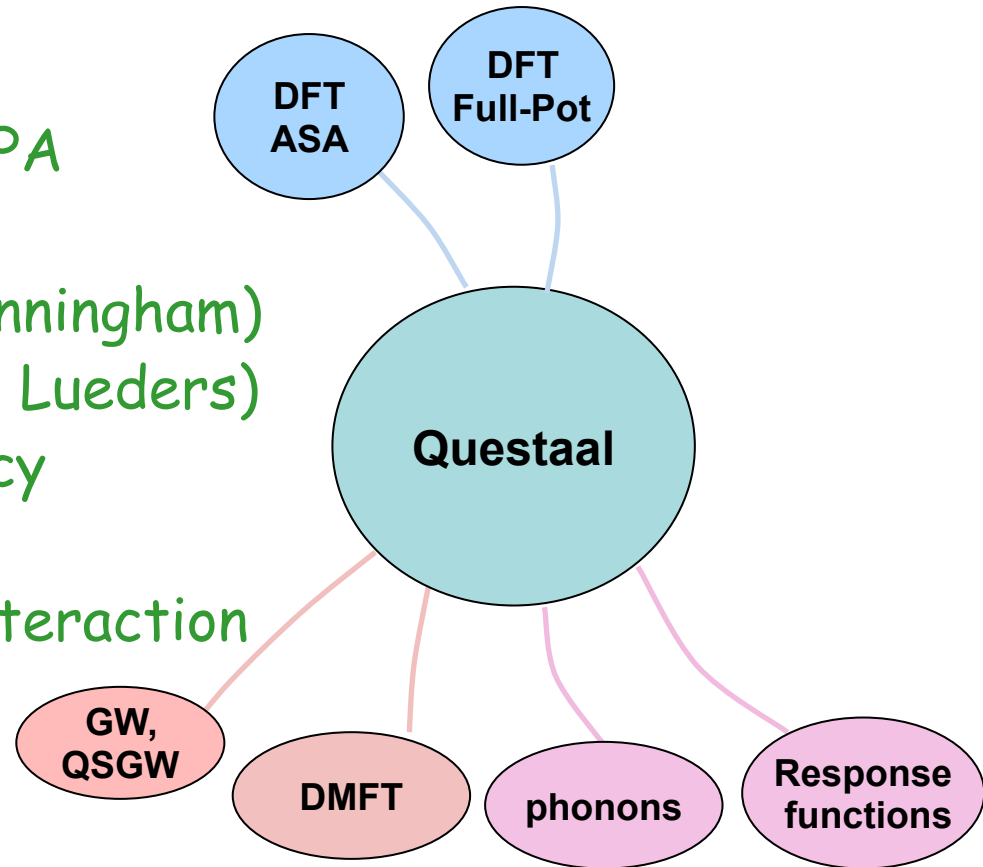 DFT
ASA
DFT
Full-Pot
PA
nningham)
Lueders)
cy
teraction
Questaal
GW,
QSGW
DMFT
phonons
Response
functions